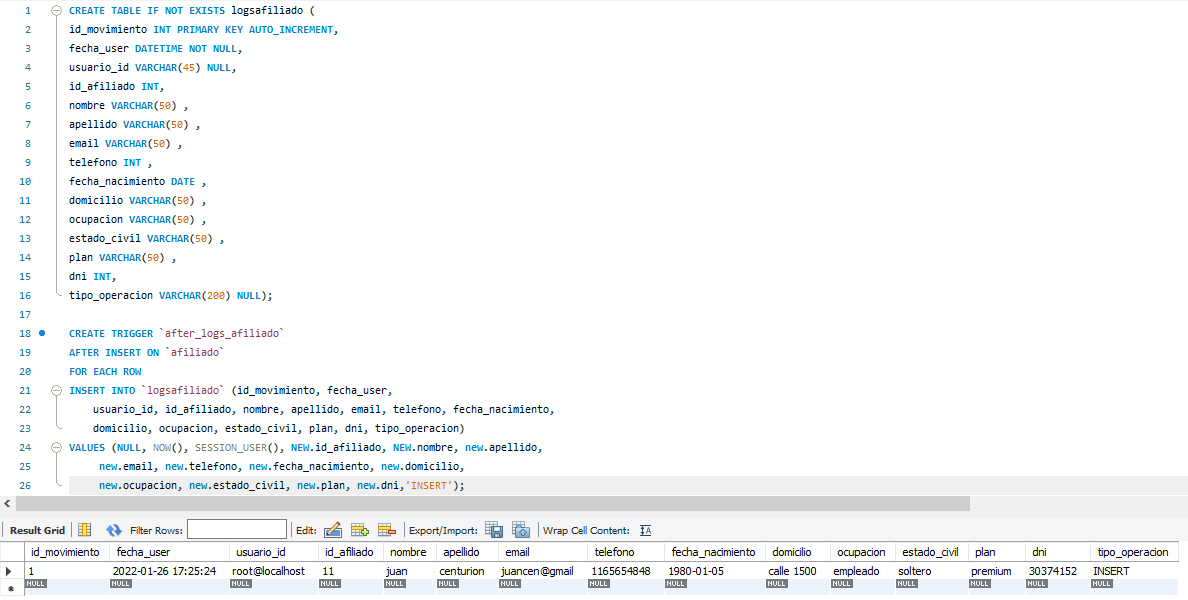 1 CREATE TABLE IF NOT EXISTS logsafiliado (
2 id_movimiento INT PRIMARY KEY AUTO_INCREMENT,
3 fecha_user DATETIME NOT NULL,
4 usuario_id VARCHAR(45) NULL,
5 id_afiliado INT,
6 nombre VARCHAR(50) ,
7 apellido VARCHAR(50) ,
8 email VARCHAR(50) ,
9 telefono INT ,
10 fecha_nacimiento DATE ,
11 domicilio VARCHAR(50) ,
12 ocupacion VARCHAR(50) ,
13 estado_civil VARCHAR(50) ,
14 plan VARCHAR(50) ,
15 dni INT,
16 tipo_operacion VARCHAR(200) NULL);
17
18 CREATE TRIGGER `after_logs_afiliado`
19 AFTER INSERT ON `afiliado`
20 FOR EACH ROW
21 INSERT INTO `logsafiliado` (id_movimiento, fecha_user,
22 usuario_id, id_afiliado, nombre, apellido, email, telefono, fecha_nacimiento,
23 domicilio, ocupacion, estado_civil, plan, dni, tipo_operacion)
24 VALUES (NULL, NOW(), SESSION_USER(), NEW.id_afiliado, NEW.nombre, new.apellido,
25 new.email, new.telefono, new.fecha_nacimiento, new.domicilio,
26 new.ocupacion, new.estado_civil, new.plan, new.dni,'INSERT');
Result Grid Filter Rows: Edit: Export/Import: Wrap Cell Content: IA
id_movimiento fecha_user usuario_id id_afiliado nombre apellido email telefono fecha_nacimiento domicilio ocupacion estado_civil plan dni tipo_operacion
1 2022-01-26 17:25:24 root@localhost 11 juan centurion juancen@gmail 1165654848 1980-01-05 calle 1500 empleado soltero premium 30374152 INSERT
NULL NULL NULL NULL NULL NULL NULL NULL NULL NULL NULL NULL NULL NULL NULL